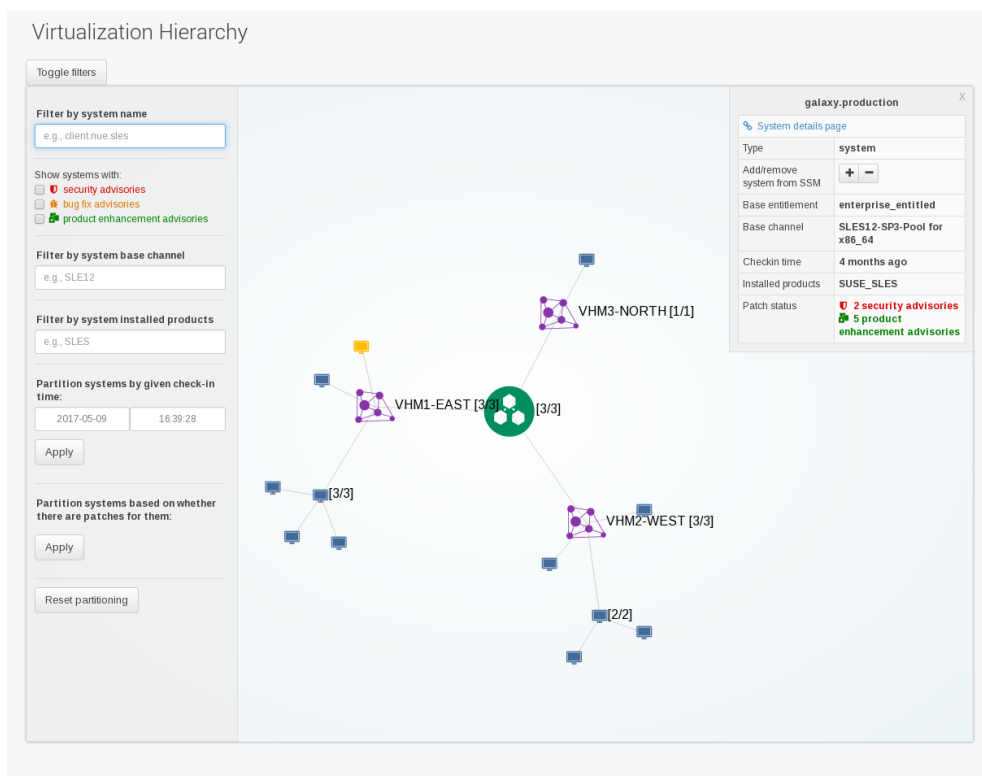 Virtualization Hierarchy
Toggle filters
Filter by system name
e.g., client.nue.sles
Show systems with:
security advisories
bug fix advisories
product enhancement advisories
Filter by system base channel
e.g., SLE12
Filter by system installed products
e.g., SLES
Partition systems by given check-in
time:
2017-05-09 16:39:28
Apply
Partition systems based on whether
there are patches for them:
Apply
Reset partitioning
VHM3-NORTH [1/1]
VHM1-EAST [3/3]
[3/3]
[3/3]
VHM2-WEST [3/3]
[2/2]
galaxy.production X
System details page
Type system
Add/remove
system from SSM
Base entitlement enterprise_entitled
Base channel SLES12-SP3-Pool for
x86_64
Checkin time 4 months ago
Installed products SUSE_SLES
Patch status 2 security advisories
5 product
enhancement advisories